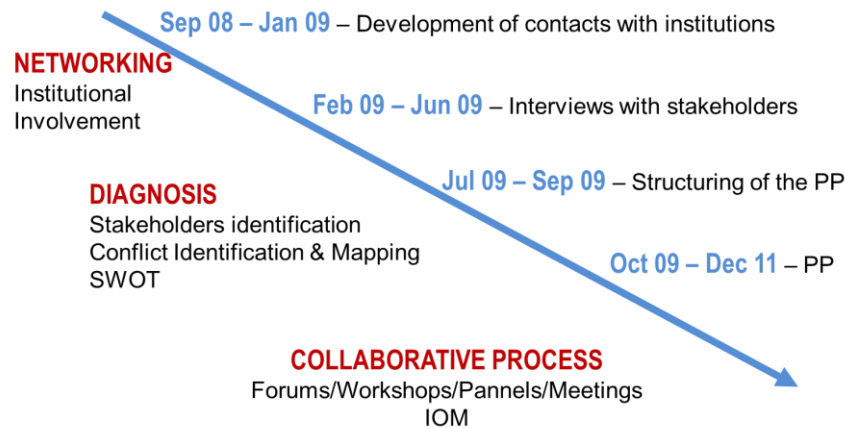 Sep 08 – Jan 09 – Development of contacts with institutions
NETWORKING
Institutional
Involvement
Feb 09 – Jun 09 – Interviews with stakeholders
Jul 09 – Sep 09 – Structuring of the PP
DIAGNOSIS
Stakeholders identification
Conflict Identification & Mapping
SWOT
Oct 09 – Dec 11 – PP
COLLABORATIVE PROCESS
Forums/Workshops/Pannels/Meetings
IOM